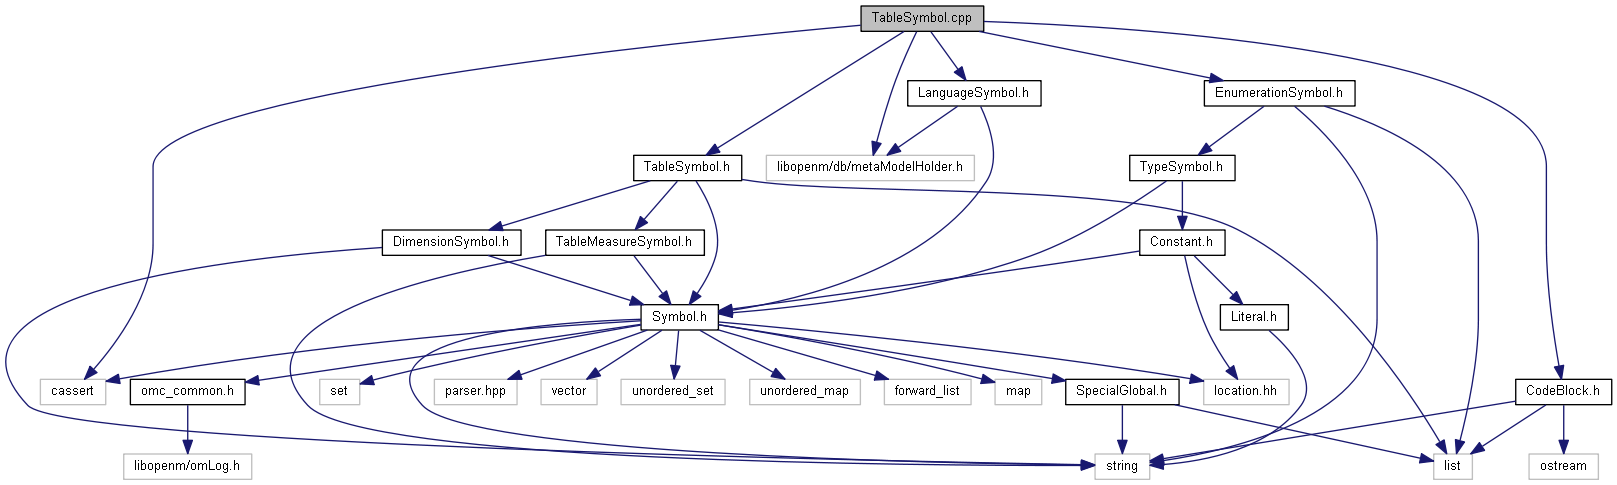 TableSymbol.cpp
LanguageSymbol.h
EnumerationSymbol.h
TableSymbol.h
libopenm/db/metaModelHolder.h
TypeSymbol.h
DimensionSymbol.h
TableMeasureSymbol.h
Constant.h
Symbol.h
Literal.h
cassert
omc_common.h
set
parser.hpp
vector
unordered_set
unordered_map
forward_list
map
SpecialGlobal.h
location.hh
CodeBlock.h
libopenm/omLog.h
string
list
ostream